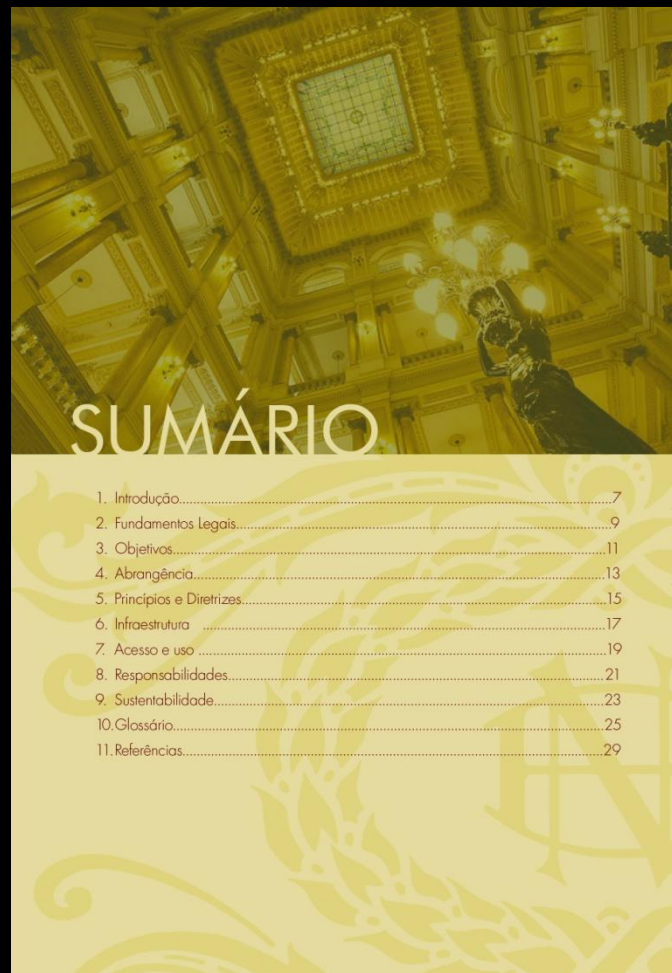 SUMÁRIO
1. Introdução..........................................................................................................7
2. Fundamentos Legais...........................................................................................9
3. Objetivos..........................................................................................................11
4. Abrangência.....................................................................................................13
5. Princípios e Diretrizes.........................................................................................15
6. Infraestrutura ....................................................................................................17
7. Acesso e uso ....................................................................................................19
8. Responsabilidades.............................................................................................21
9. Sustentabilidade................................................................................................23
10.Glossário.........................................................................................................25
11.Referências......................................................................................................29